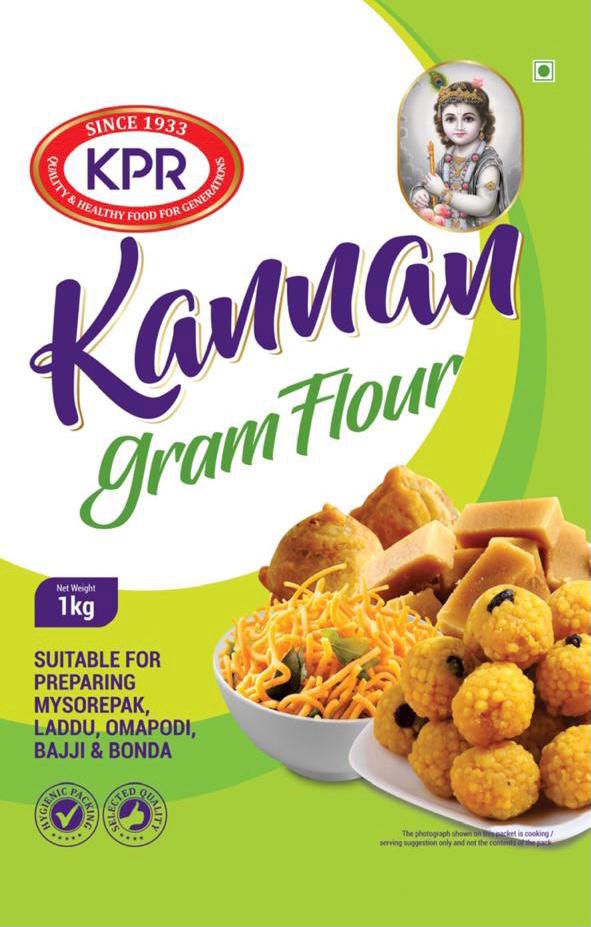 SINCE 1933
KPR
QUALITY & HEALTHY FOOD FOR GENERATIONS
Kannan
gram Flour
Net Weight
1kg
SUITABLE FOR
PREPARING
MYSOREPAK,
LADDU, OMAPODI,
BAJJI & BONDA
HYGIENIC PACKING
SELECTED QUALITY
The photograph shown on this packet is cooking /
serving suggestion only and not the contents of the pack.